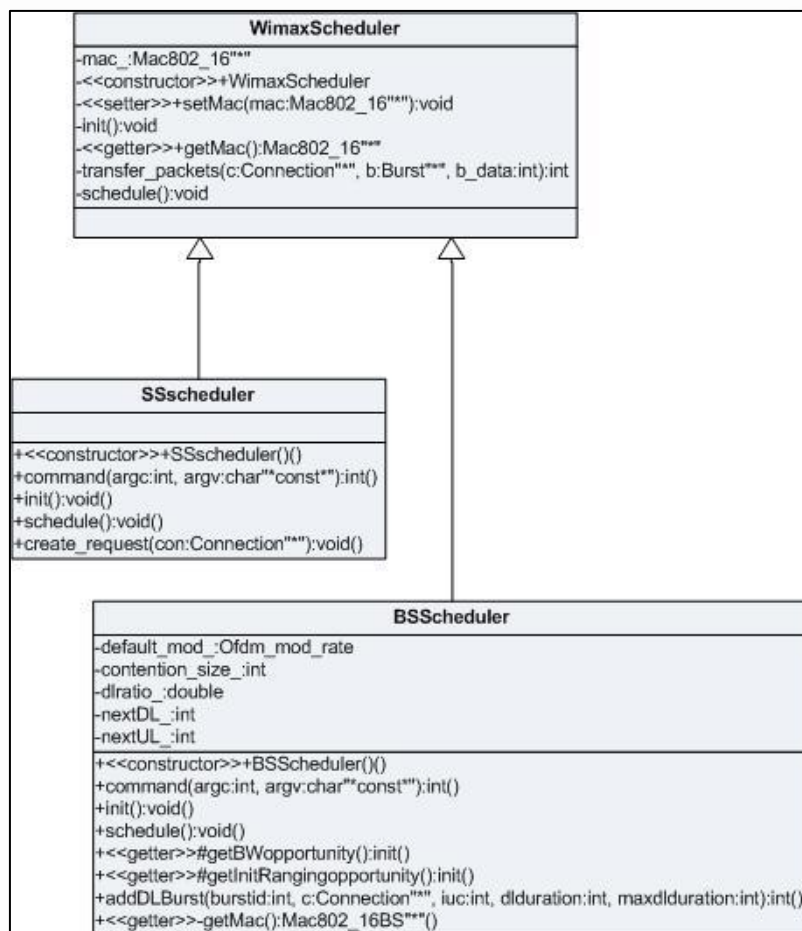 WimaxScheduler
-mac_:Mac802_16"*"
-<<constructor>>+WimaxScheduler
-<<setter>>+setMac(mac:Mac802_16"*"):void
-init():void
-<<getter>>+getMac():Mac802_16"*"
-transfer_packets(c:Connection"*", b:Burst"*", b_data:int):int
-schedule():void
SSscheduler
+<<constructor>>+SSscheduler()()
+command(argc:int, argv:char"*const*"):int()
+init():void()
+schedule():void()
+create_request(con:Connection"*"):void()
BSScheduler
-default_mod_:Ofdm_mod_rate
-contention_size_:int
-dlratio_:double
-nextDL_:int
-nextUL_:int
+<<constructor>>+BSScheduler()()
+command(argc:int, argv:char"*const*"):int()
+init():void()
+schedule():void()
+<<getter>>#getBWopportunity():init()
+<<getter>>#getInitRangingopportunity():init()
+addDLBurst(burstid:int, c:Connection"*", iuc:int, dlduration:int, maxdlduration:int):int()
+<<getter>>-getMac():Mac802_16BS"*"()